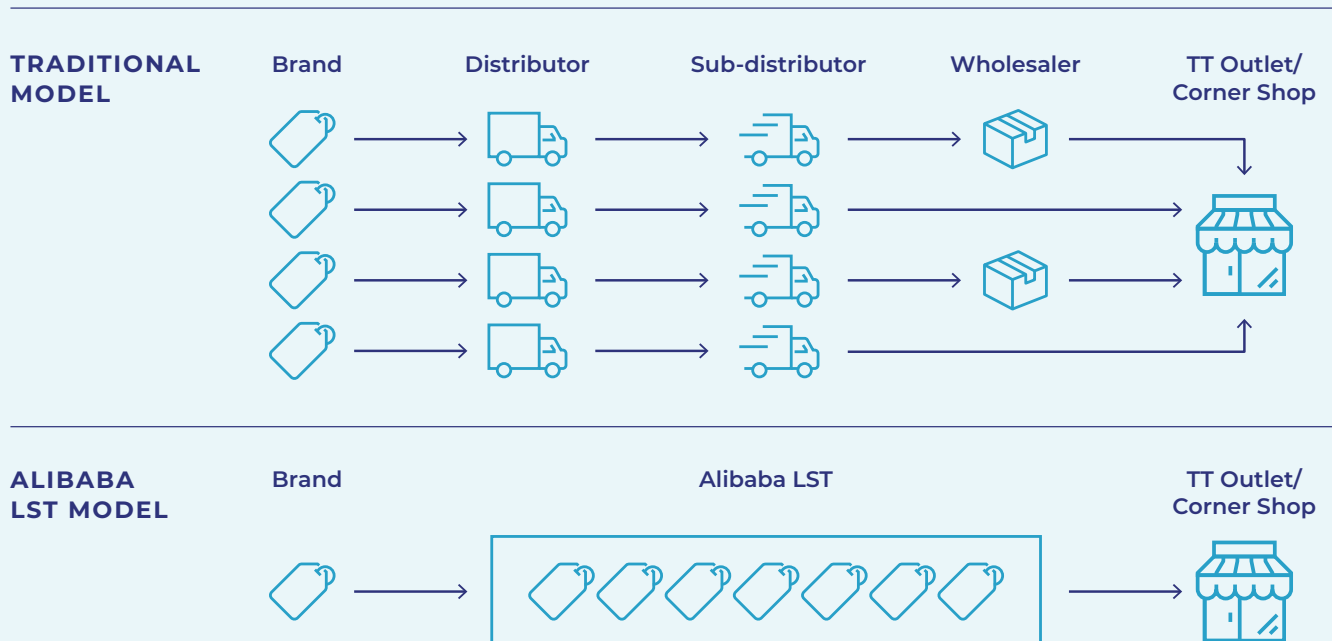 TRADITIONAL
MODEL
Brand
Distributor
Sub-distributor
Wholesaler
TT Outlet/
Corner Shop
ALIBABA
LST MODEL
Brand
Alibaba LST
TT Outlet/
Corner Shop